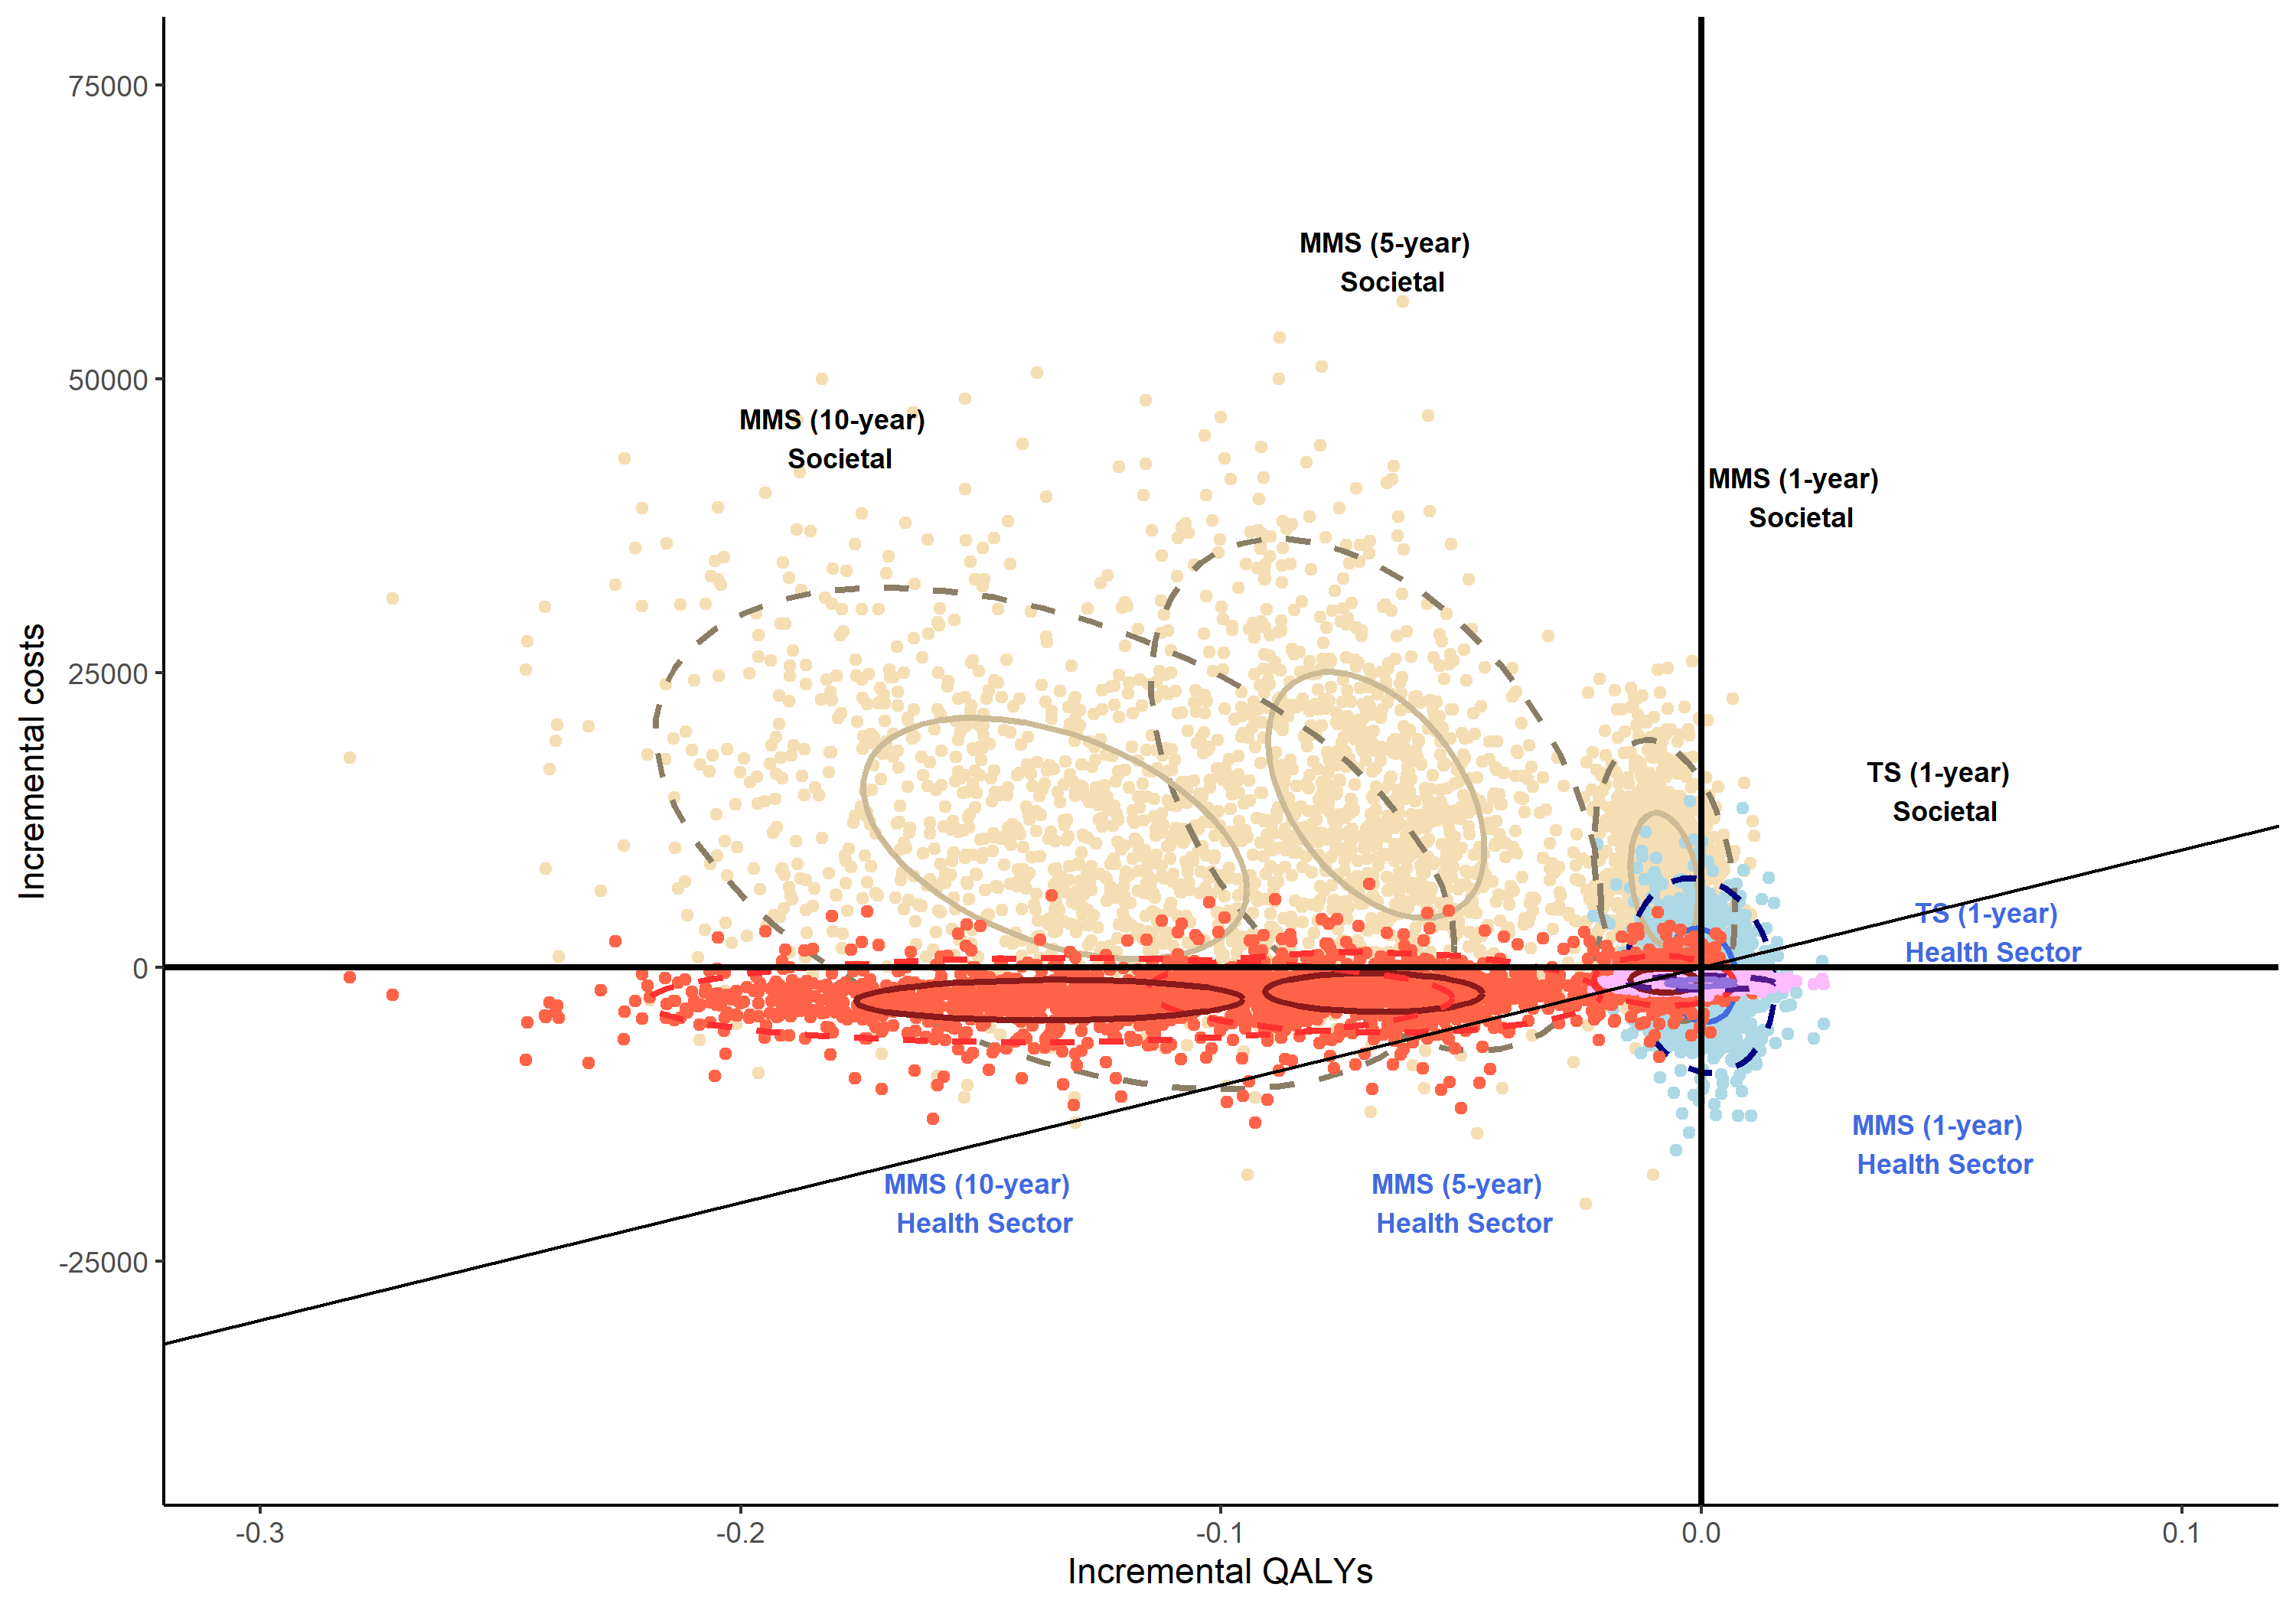 75000
50000
25000
0
-25000
Incremental costs
MMS (5-year)
Societal
MMS (10-year)
Societal
MMS (1-year)
Societal
TS (1-year)
Societal
TS (1-year)
Health Sector
MMS (1-year)
Health Sector
MMS (10-year)
Health Sector
MMS (5-year)
Health Sector
-0.3
-0.2
-0.1
0.0
0.1
Incremental QALYs